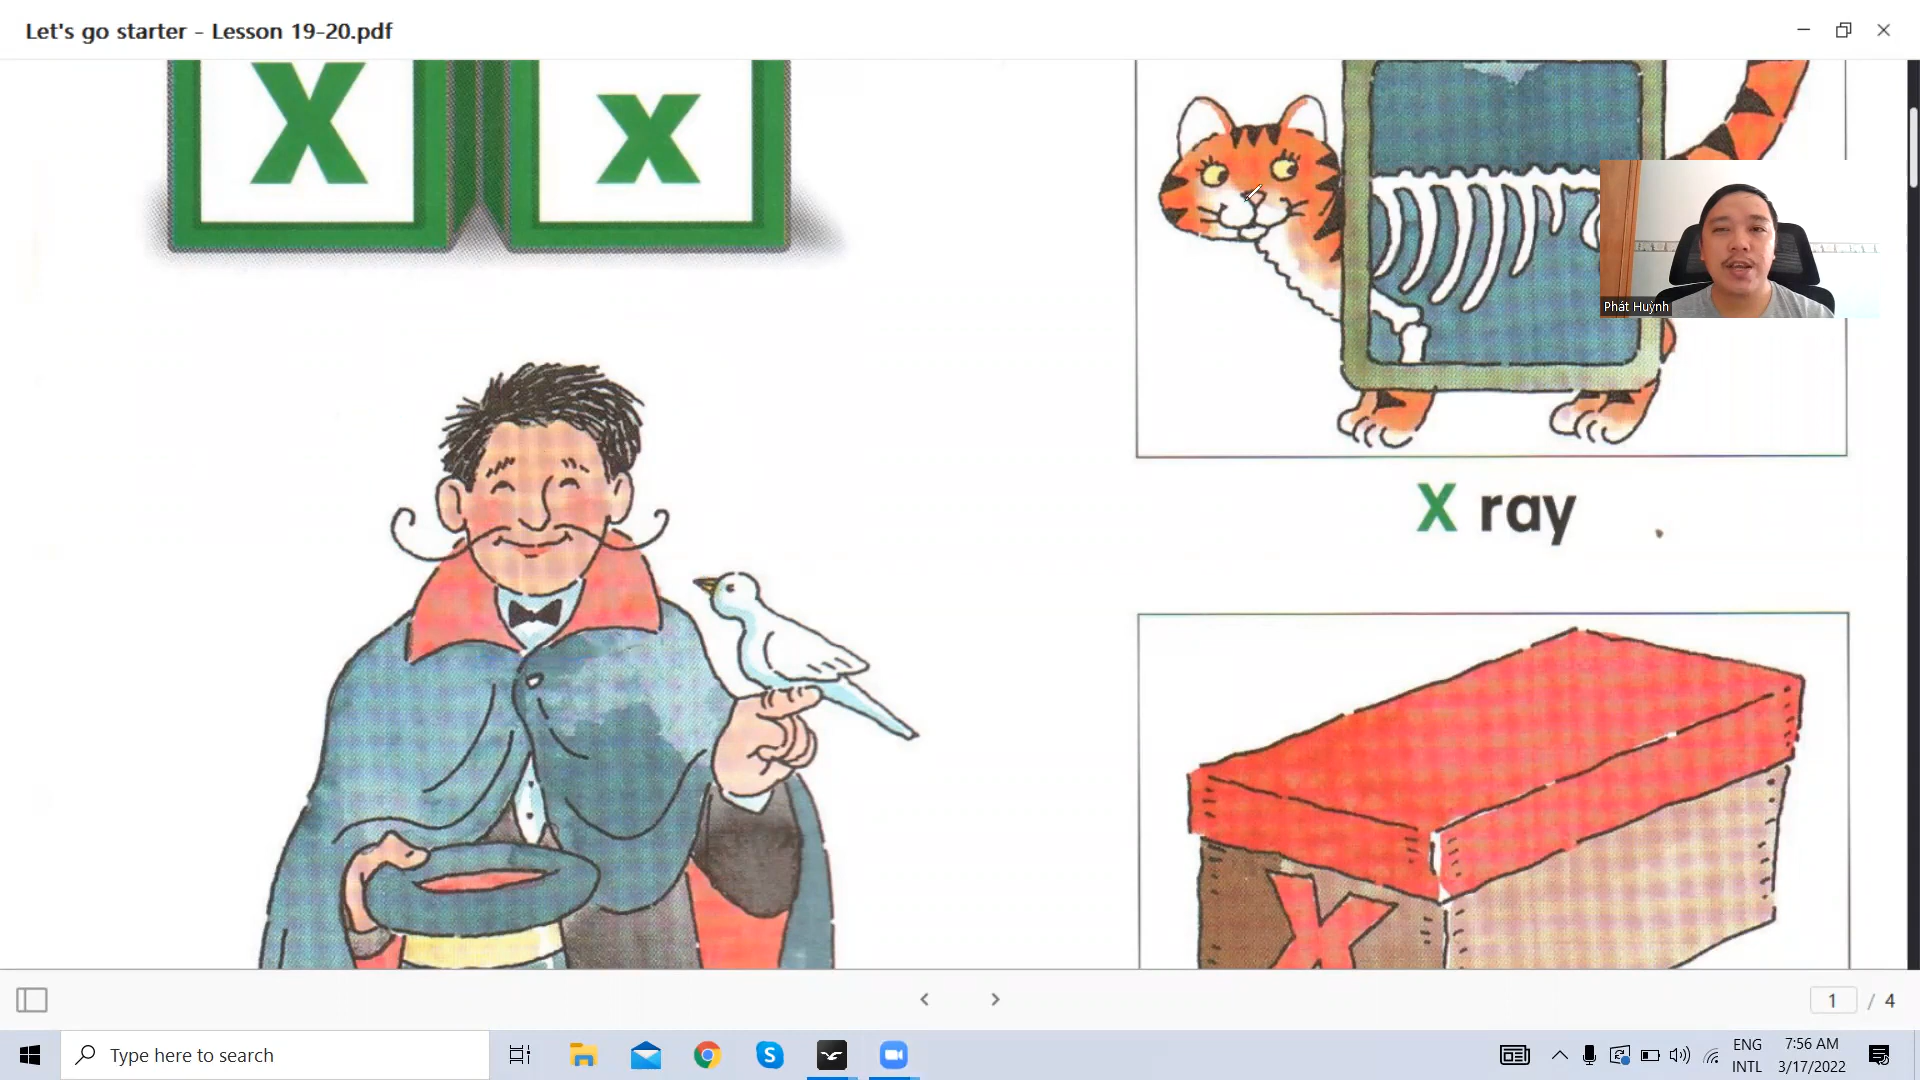 Let's go starter - Lesson 19-20.pdf
X x
Phát Huỳnh
X ray
X
1 / 4
Type here to search
ENG
INTL
7:56 AM
3/17/2022